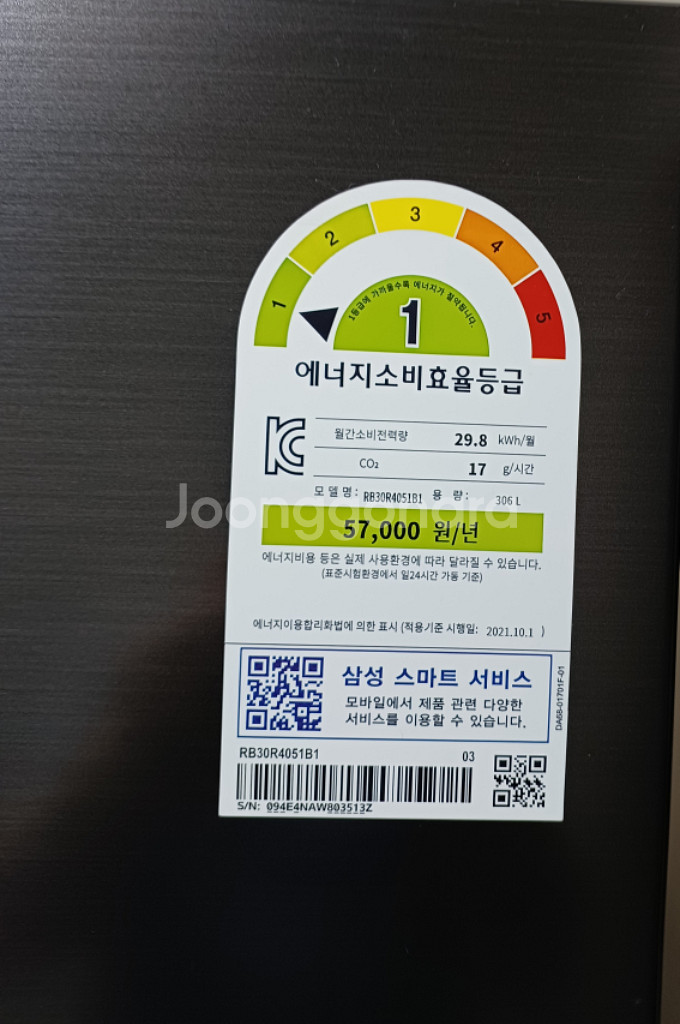 1 2 3 4 5
1등급에 가까울수록 에너지가 절약됩니다.
1
에너지소비효율등급
월간소비전력량 29.8 kWh/월
CO₂ 17 g/시간
모델명: RB30R4051B1 용 량: 306 L
Joonggonara
57,000 원/년
에너지비용 등은 실제 사용환경에 따라 달라질 수 있습니다.
(표준시험환경에서 일24시간 가동 기준)
에너지이용합리화법에 의한 표시 (적용기준 시행일: 2021.10.1 )
삼성 스마트 서비스
모바일에서 제품 관련 다양한
서비스를 이용할 수 있습니다.
DA68-01701F-01
RB30R4051B1 03
S/N: 094E4NAW803513Z